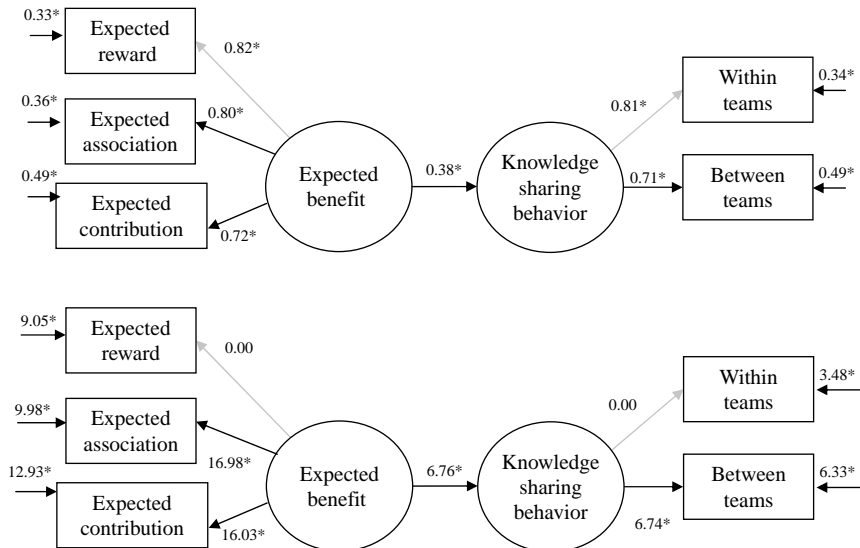 0.33*
Expected
reward
0.82*
0.36*
Expected
association
0.80*
0.49*
Expected
contribution
0.72*
Expected
benefit
0.38*
Knowledge
sharing
behavior
0.81*
Within
teams
0.34*
0.71*
Between
teams
0.49*
9.05*
Expected
reward
0.00
9.98*
Expected
association
16.98*
12.93*
Expected
contribution
16.03*
Expected
benefit
6.76*
Knowledge
sharing
behavior
0.00
Within
teams
3.48*
6.74*
Between
teams
6.33*